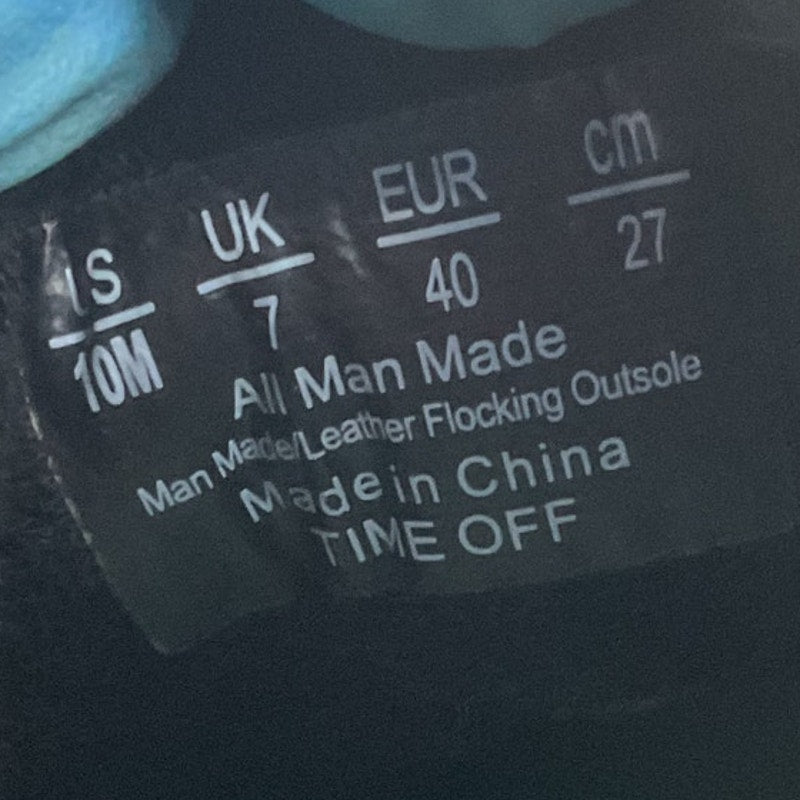 US UK EUR cm
10M 7 40 27
All Man Made
Man Made/Leather Flocking Outsole
Made in China
TIME OFF